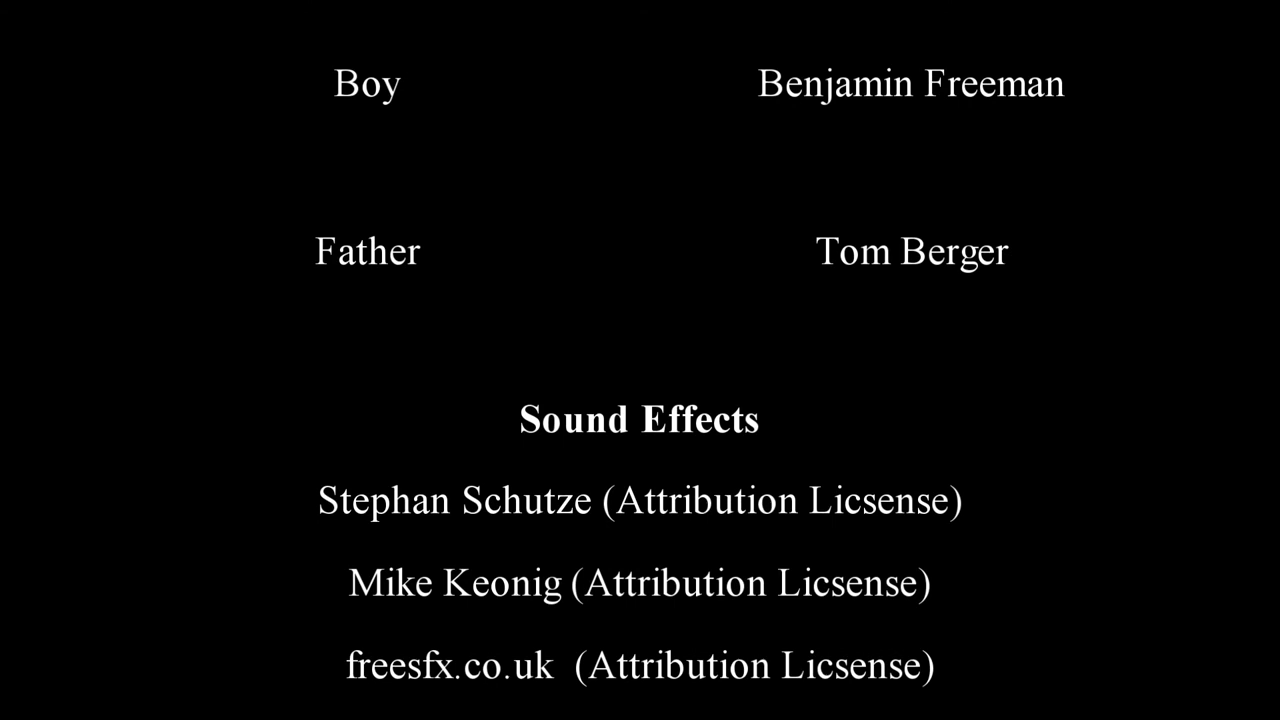 Boy Benjamin Freeman
Father Tom Berger
Sound Effects
Stephan Schutze (Attribution Licsense)
Mike Keonig (Attribution Licsense)
freesfx.co.uk (Attribution Licsense)